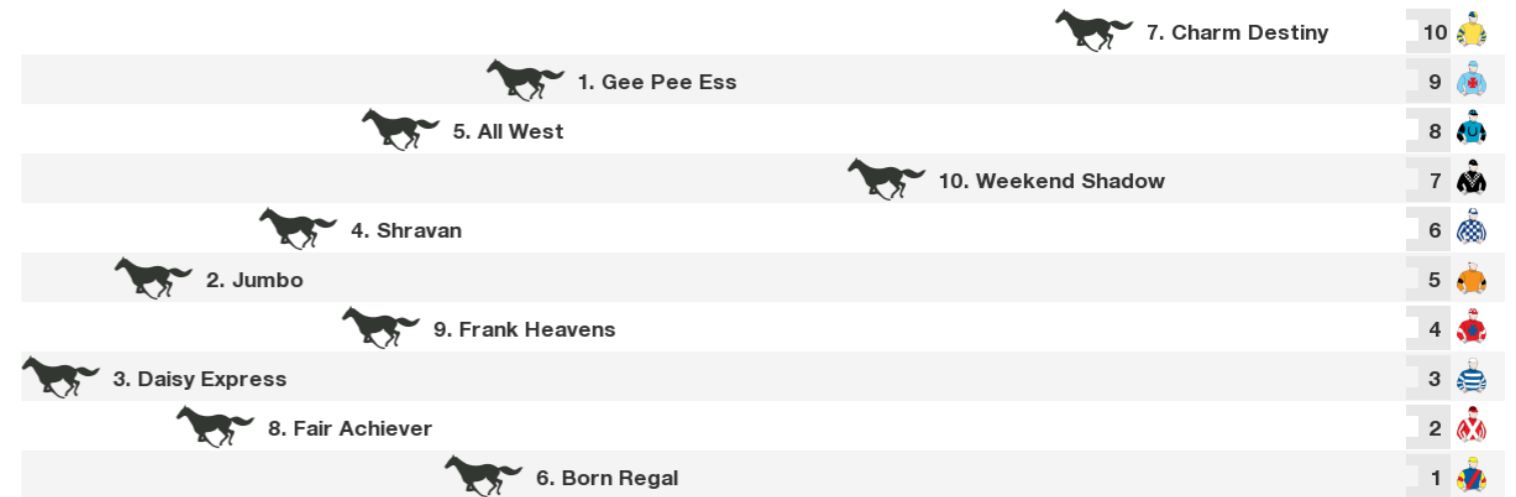 7. Charm Destiny 10
1. Gee Pee Ess 9
5. All West 8
10. Weekend Shadow 7
4. Shravan 6
2. Jumbo 5
9. Frank Heavens 4
3. Daisy Express 3
8. Fair Achiever 2
6. Born Regal 1